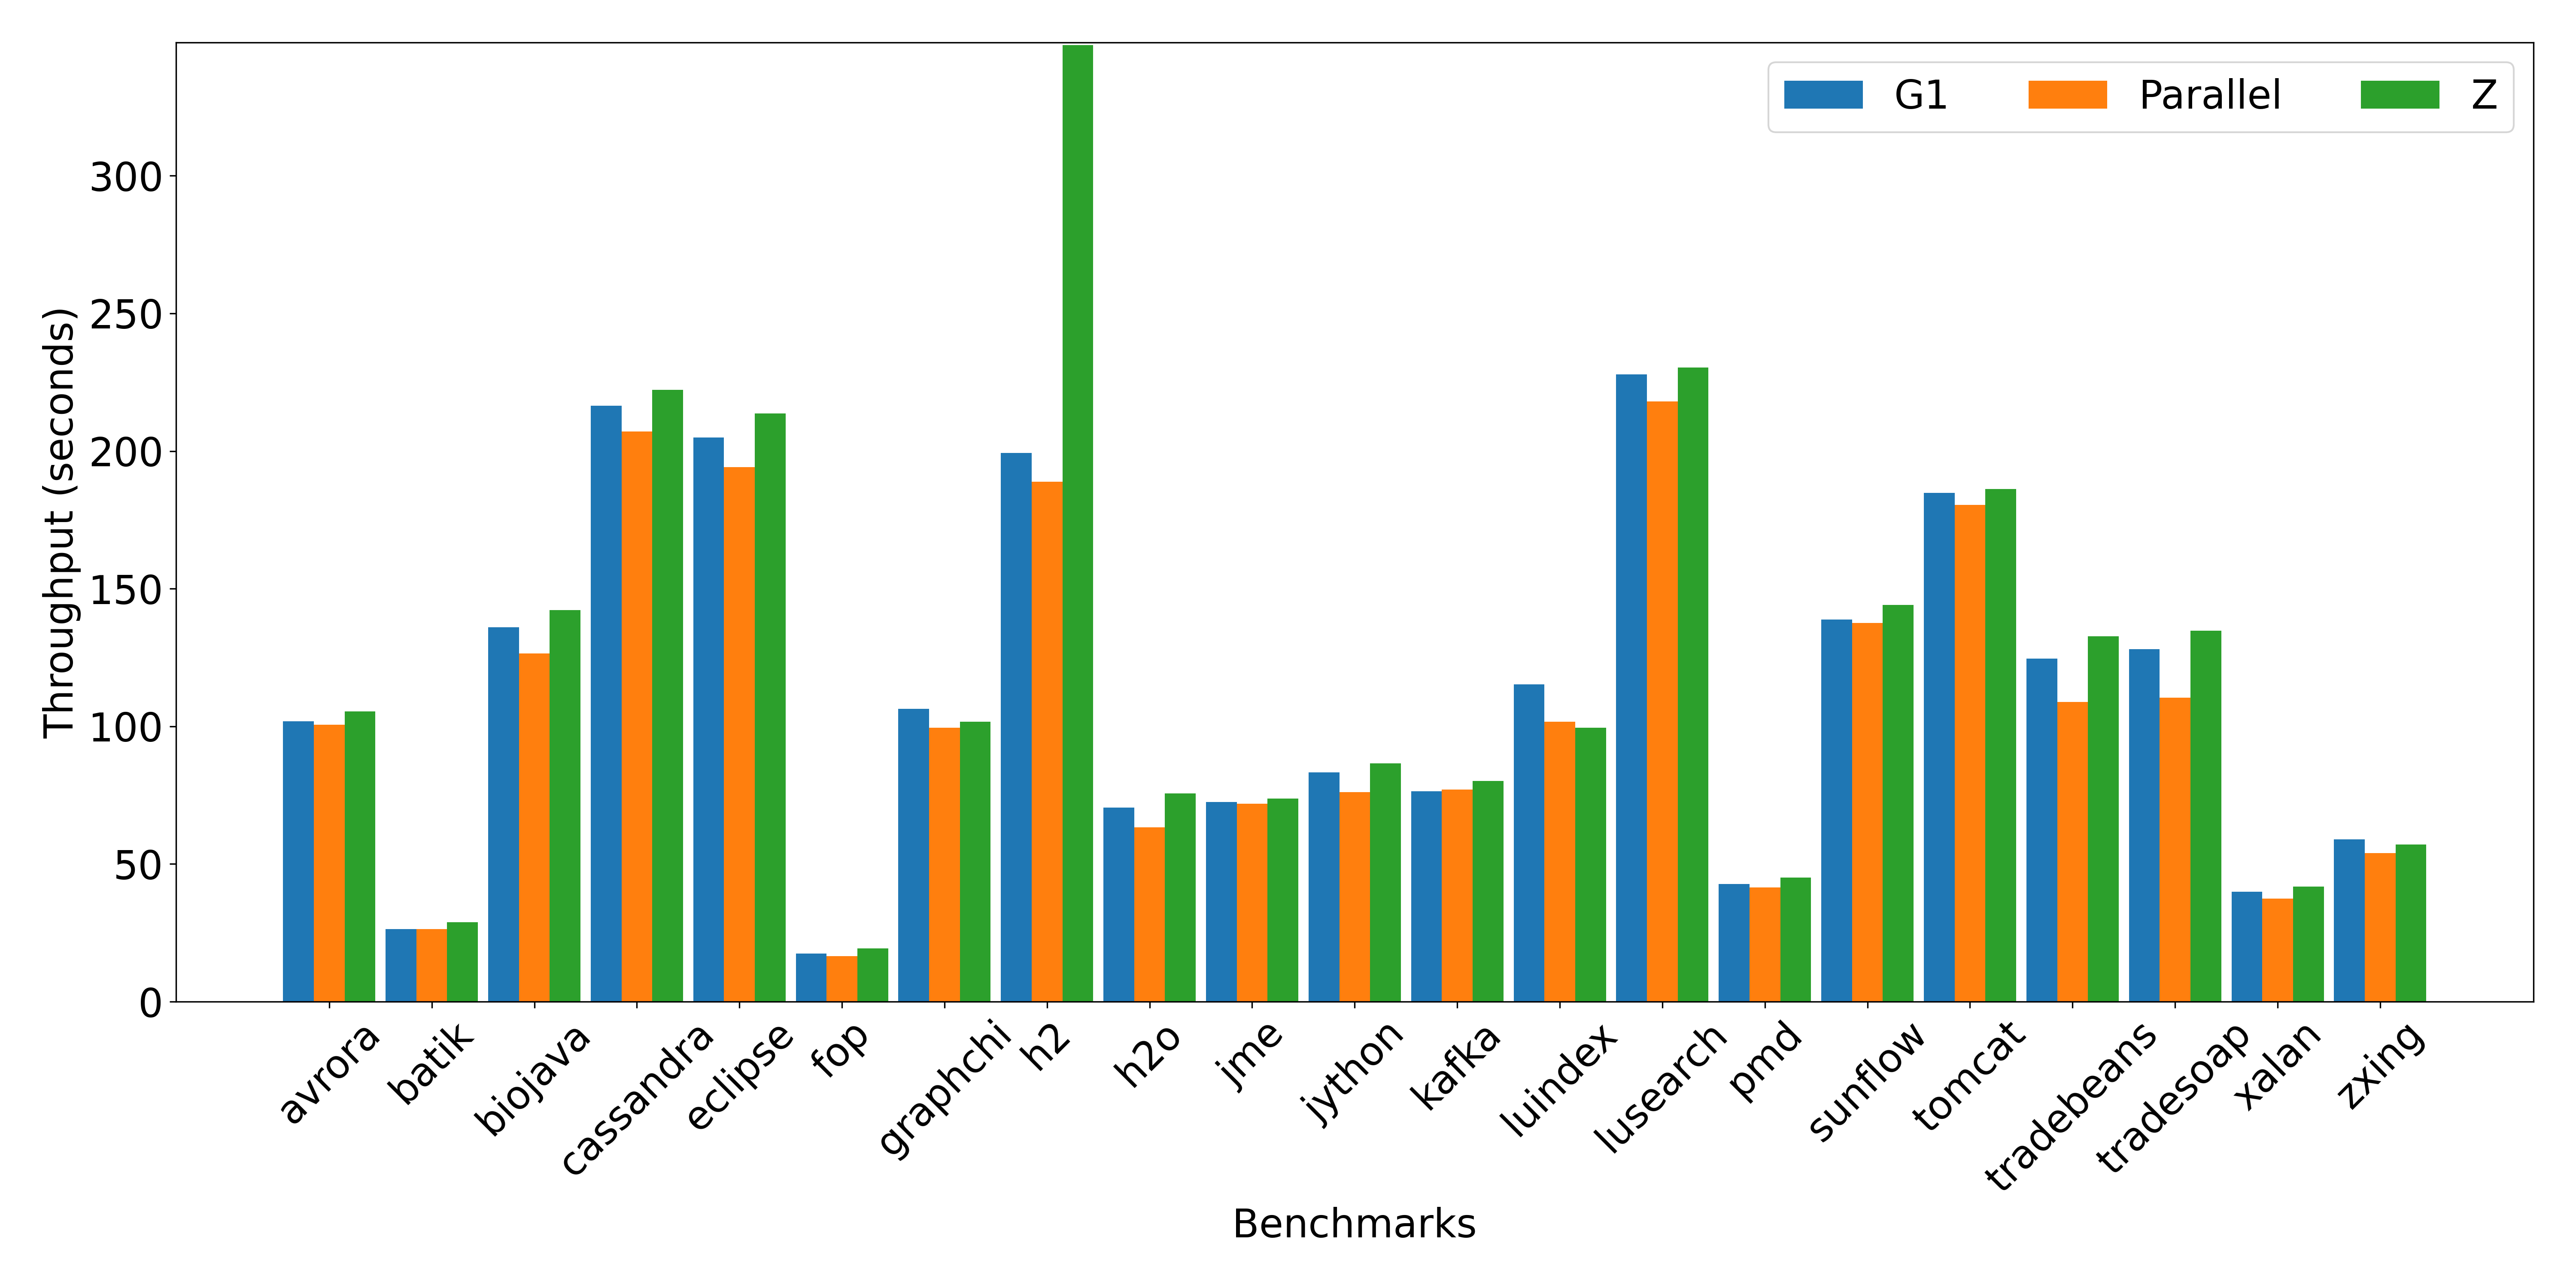 G1 Parallel Z
Throughput (seconds)
300
250
200
150
100
50
0
avrora batik biojava cassandra eclipse fop graphchi h2 h2o jme jython kafka luindex lusearch pmd sunflow tomcat tradebeans tradesoap xalan zxing
Benchmarks